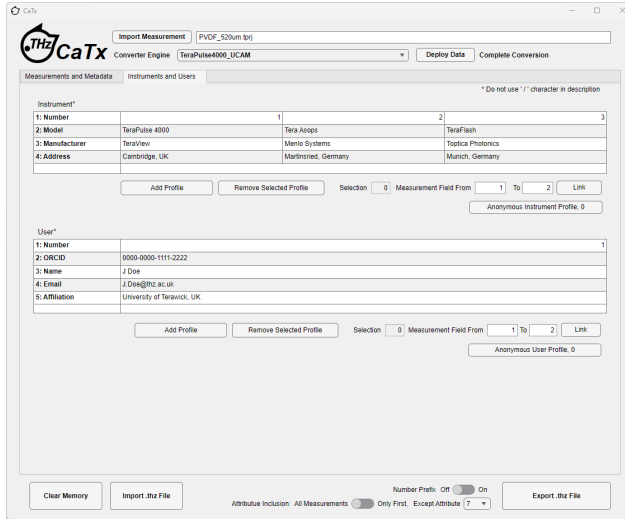 CaTx
.THz CaTx
Import Measurement PVDF_520um.tprj
Converter Engine TeraPulse4000_UCAM Deploy Data Complete Conversion
Measurements and Metadata Instruments and Users
* Do not use ' / ' character in description
Instrument*
1: Number 1 2 3
2: Model TeraPulse 4000 Tera Asops TeraFlash
3: Manufacturer TeraView Menlo Systems Toptica Photonics
4: Address Cambridge, UK Martinsried, Germany Munich, Germany
Add Profile Remove Selected Profile Selection 0 Measurement Field From 1 To 2 Link
Anonymous Instrument Profile, 0
User*
1: Number 1
2: ORCID 0000-0000-1111-2222
3: Name J Doe
4: Email J.Doe@thz.ac.uk
5: Affiliation University of Terawick, UK
Add Profile Remove Selected Profile Selection 0 Measurement Field From 1 To 2 Link
Anonymous User Profile, 0
Clear Memory Import .thz File Number Prefix Off On Export .thz File
Attributue Inclusion: All Measurements Only First, Except Attribute 7